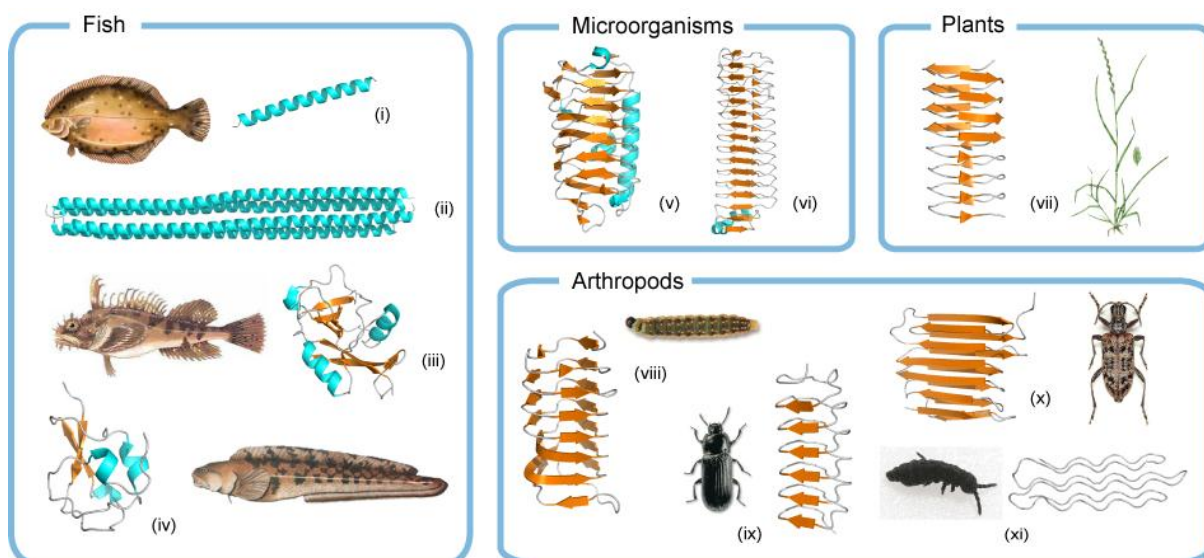 Fish
(i)
(ii)
(iii)
(iv)
Microorganisms
(v)
(vi)
Plants
(vii)
Arthropods
(viii)
(ix)
(x)
(xi)